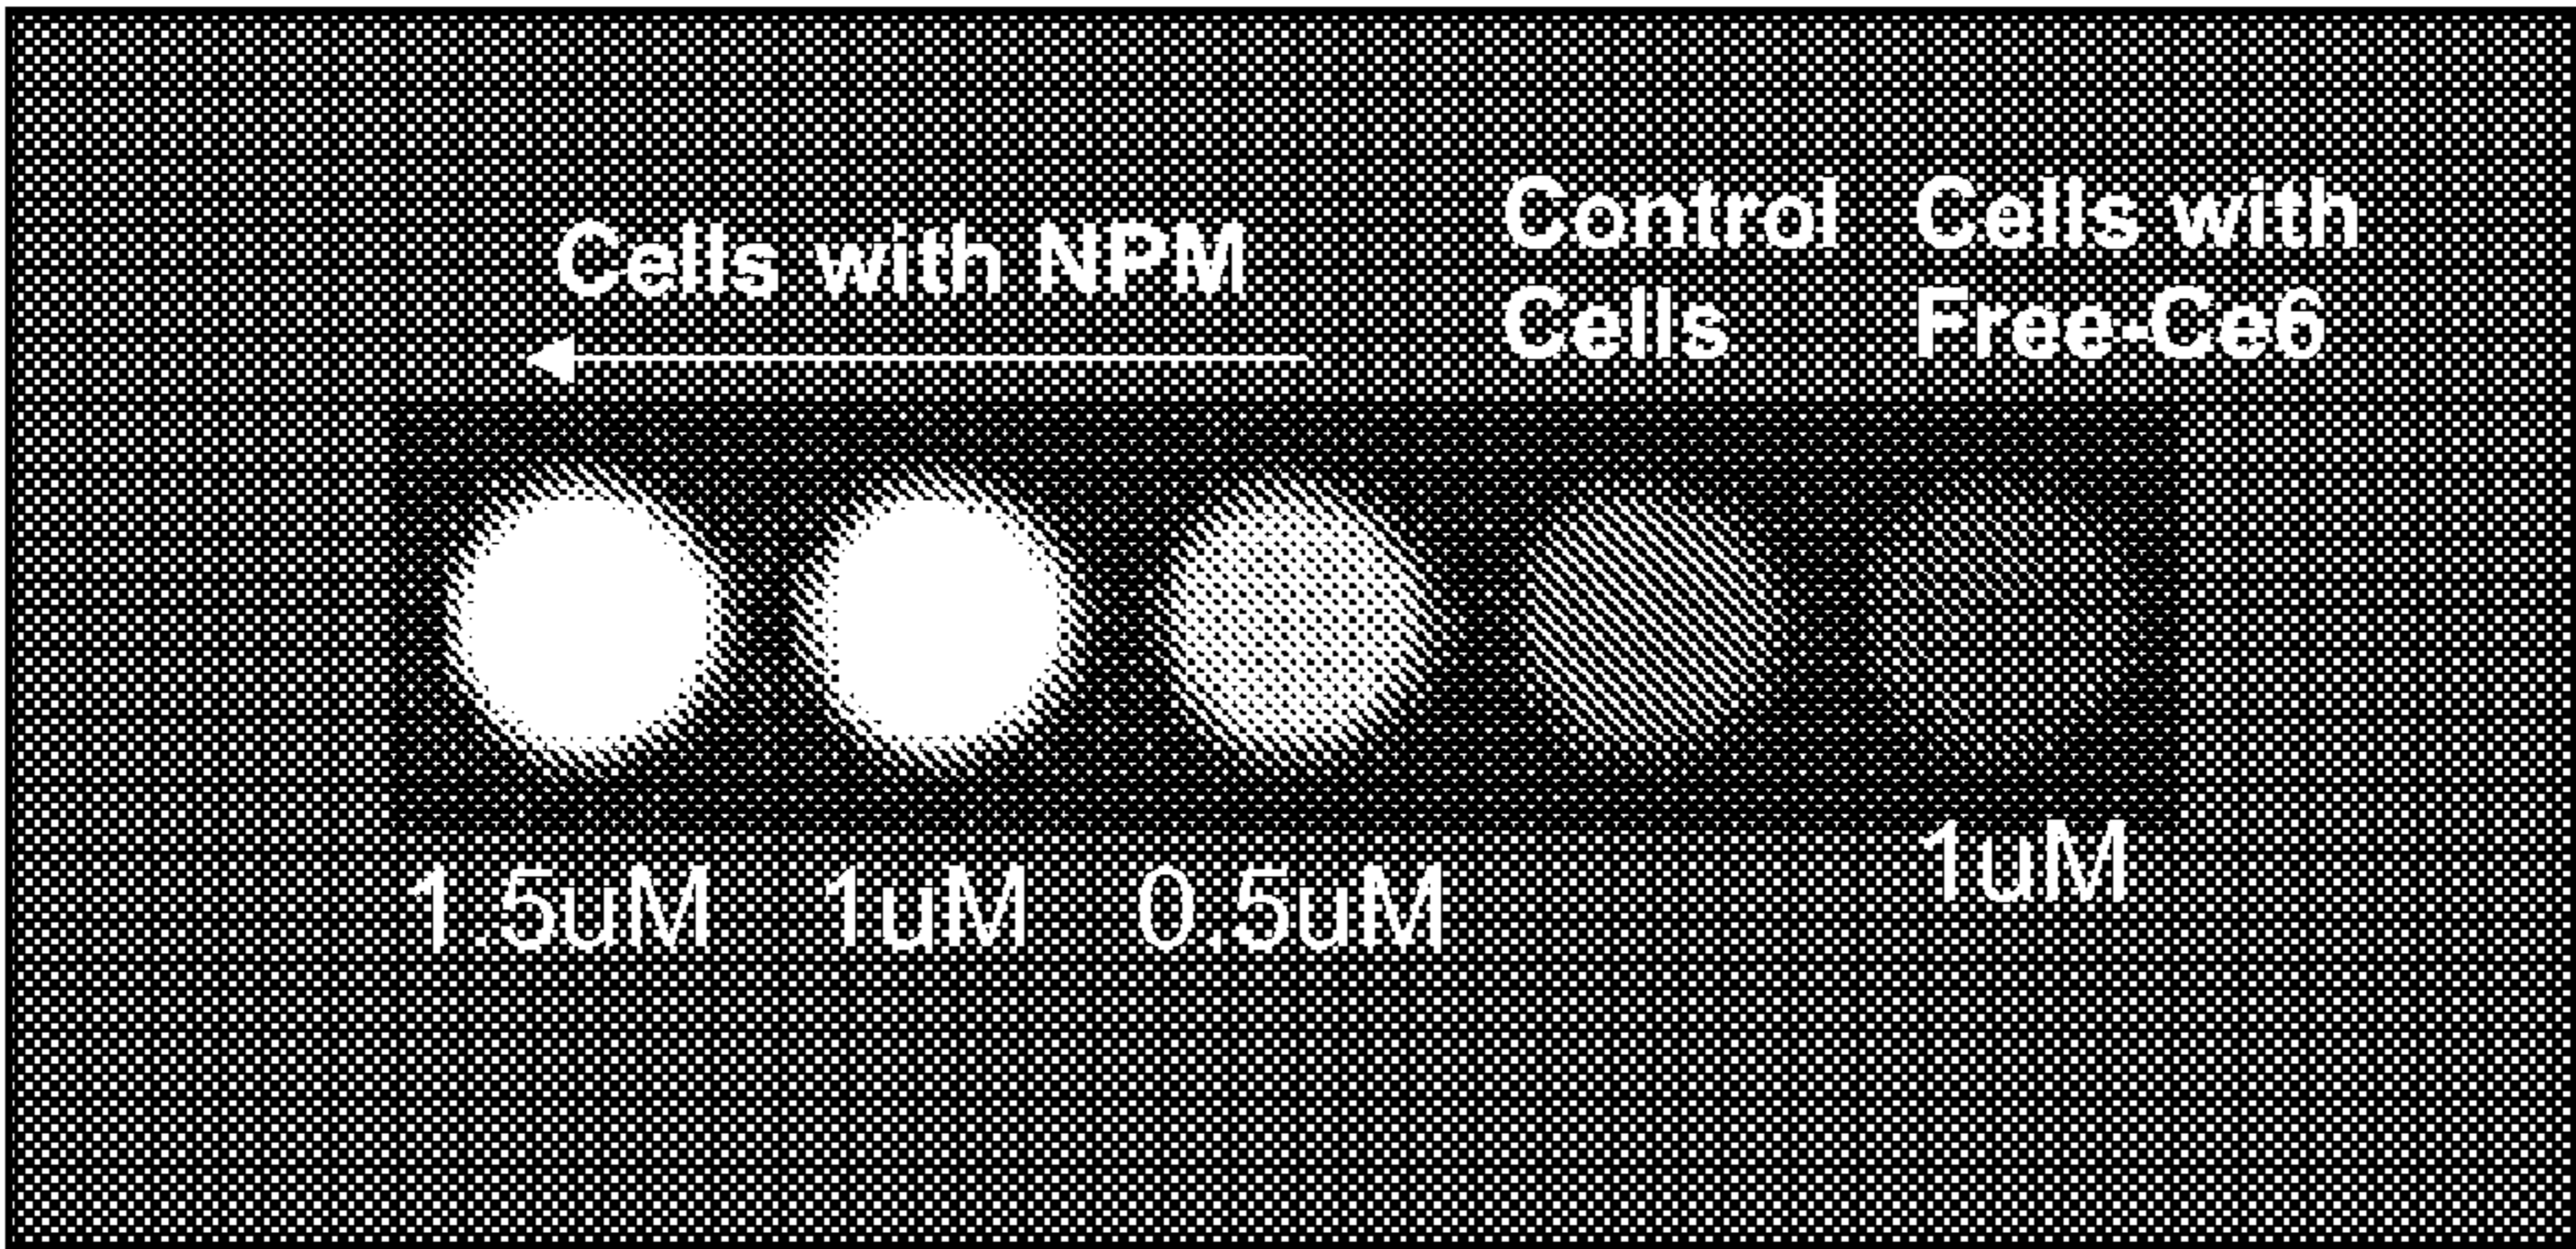 Cells with NPM
Control
Cells
Cells with
Free-Ce6
1.5uM
1uM
0.5uM
1uM